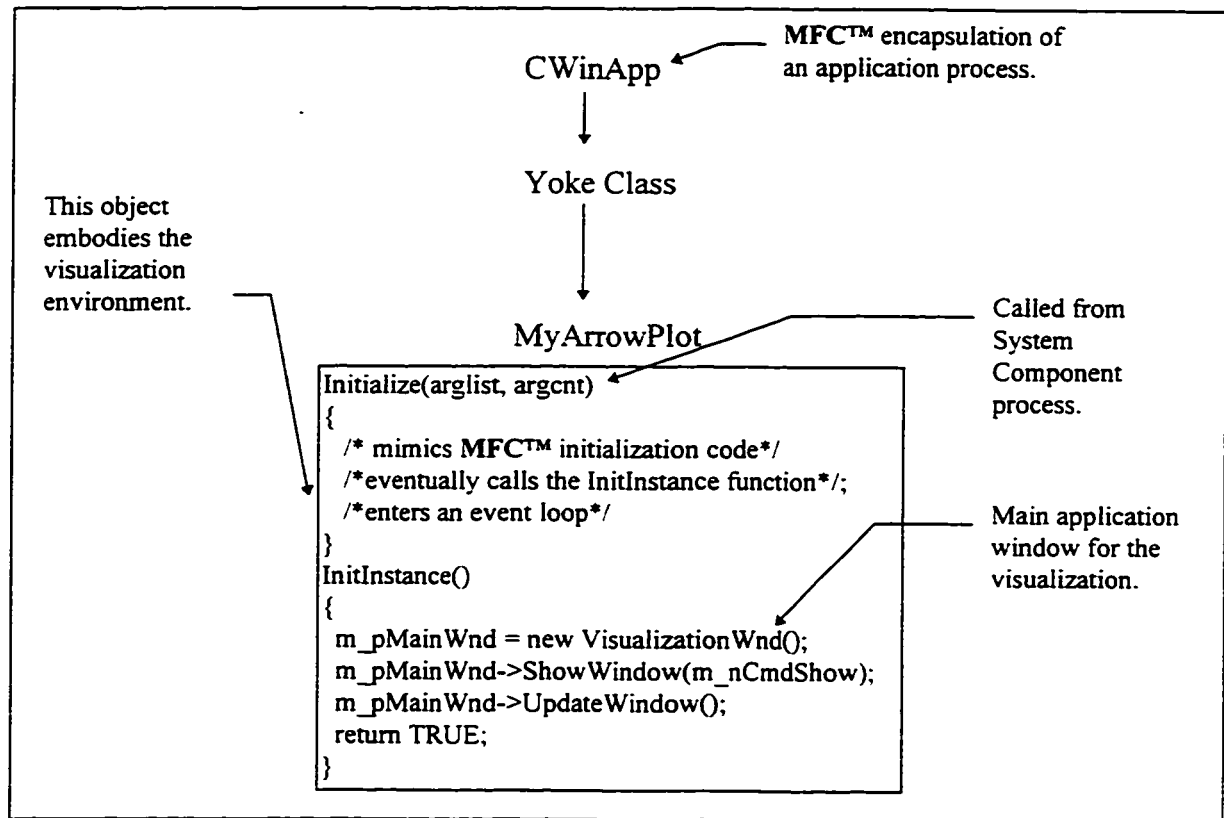 MFC™ encapsulation of
an application process.
CWinApp
Yoke Class
This object
embodies the
visualization
environment.
MyArrowPlot
Called from
System
Component
process.
Initialize(arglist, argcnt)
{
/* mimics MFC™ initialization code*/
/*eventually calls the InitInstance function*/;
/*enters an event loop*/
}
InitInstance()
{
m_pMainWnd = new VisualizationWnd();
m_pMainWnd->ShowWindow(m_nCmdShow);
m_pMainWnd->UpdateWindow();
return TRUE;
}
Main application
window for the
visualization.